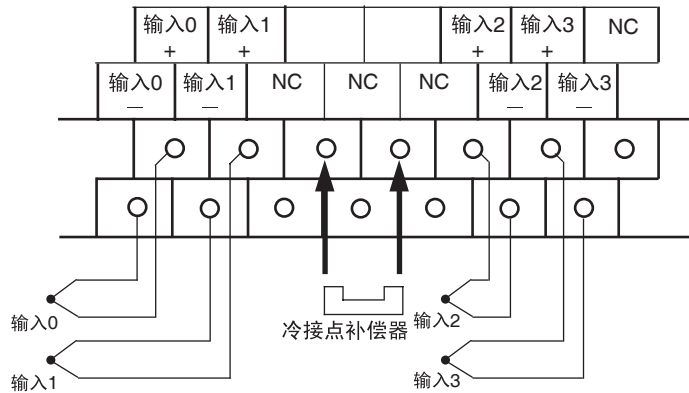 输入0 输入1 输入2 输入3 NC
+ + + +
输入0 输入1 NC NC NC 输入2 输入3
— — — —
输入0 冷接点补偿器 输入2
输入1 输入3